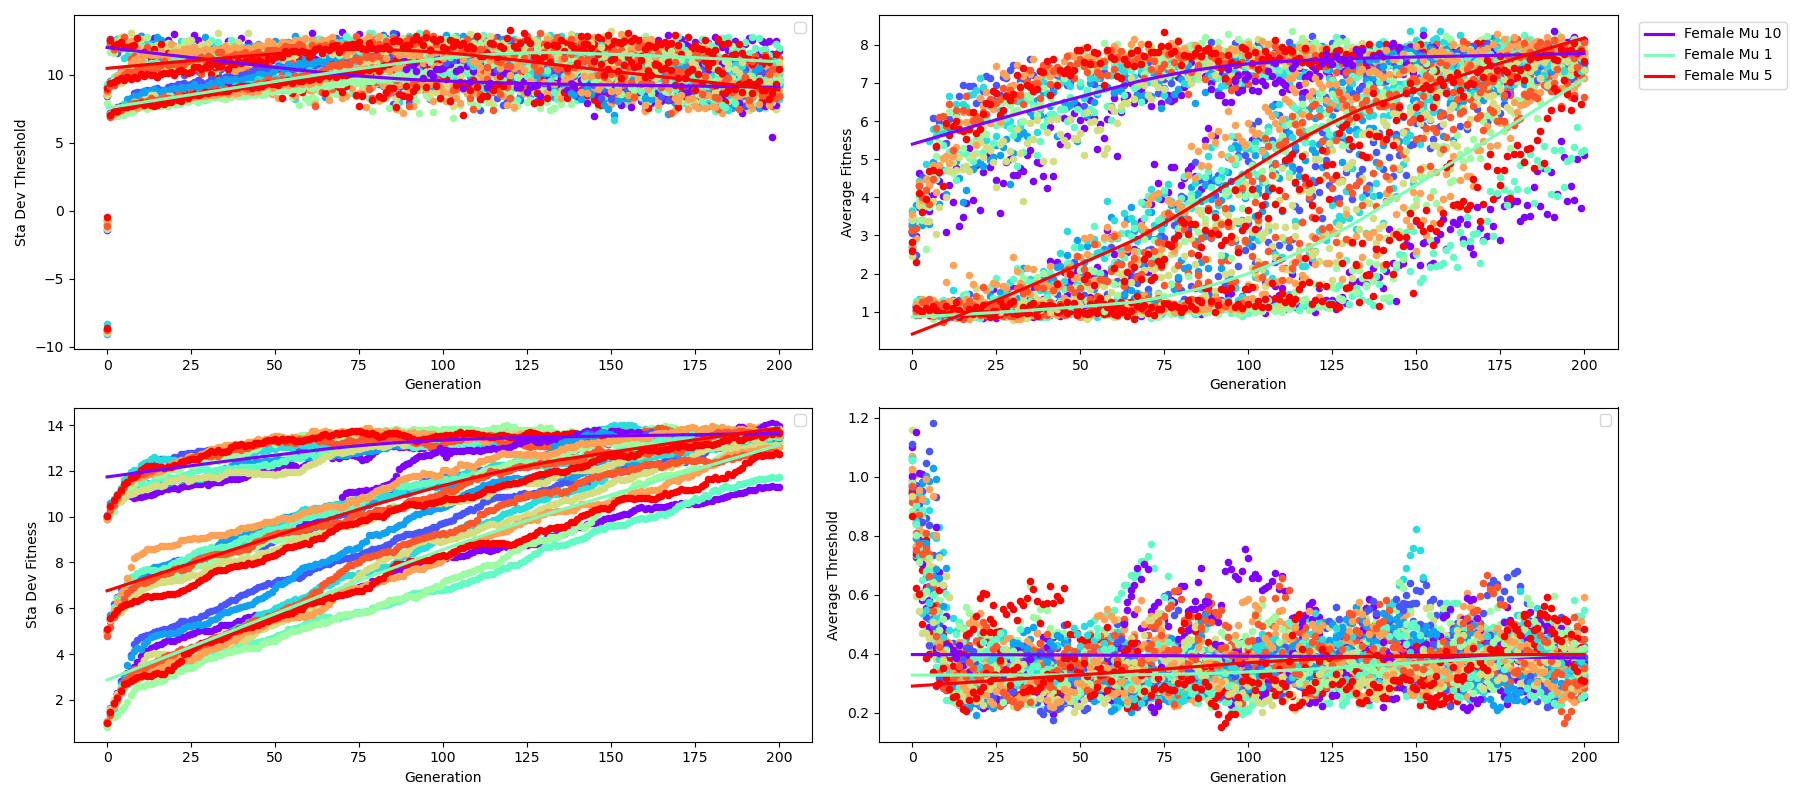 Sta Dev Threshold
10
5
0
−5
−10
0 25 50 75 100 125 150 175 200
Generation
Average Fitness
8
7
6
5
4
3
2
1
0 25 50 75 100 125 150 175 200
Generation
Female Mu 10
Female Mu 1
Female Mu 5
Sta Dev Fitness
14
12
10
8
6
4
2
0 25 50 75 100 125 150 175 200
Generation
Average Threshold
1.2
1.0
0.8
0.6
0.4
0.2
0 25 50 75 100 125 150 175 200
Generation